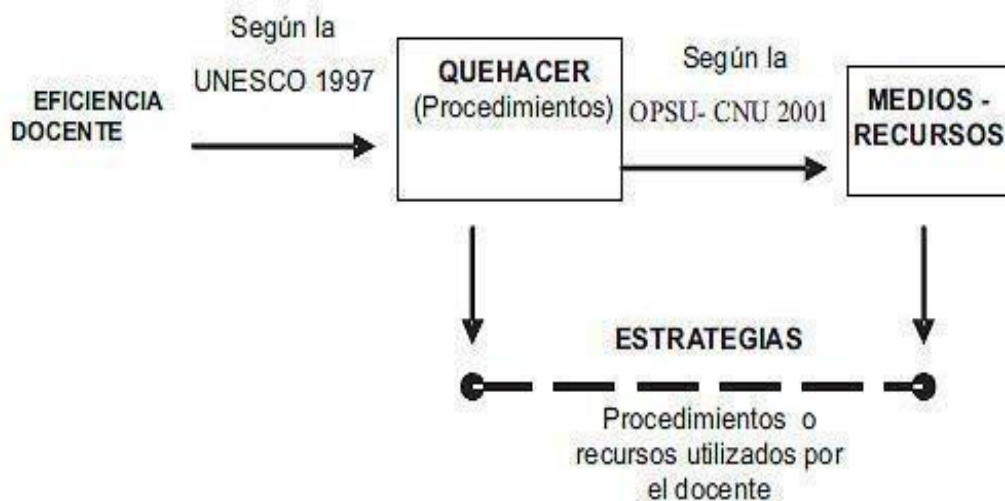 Según la
UNESCO 1997
EFICIENCIA
DOCENTE
QUEHACER
(Procedimientos)
Según la
OPSU- CNU 2001
MEDIOS -
RECURSOS
ESTRATEGIAS
Procedimientos o
recursos utilizados por
el docente